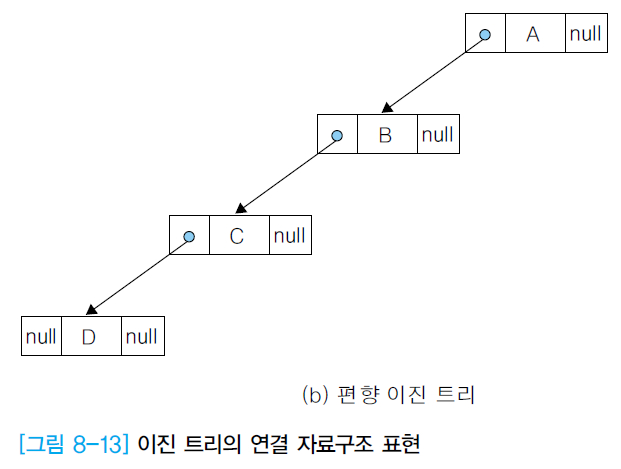 A null
B null
C null
null D null
(b) 편향 이진 트리
[그림 8-13] 이진 트리의 연결 자료구조 표현